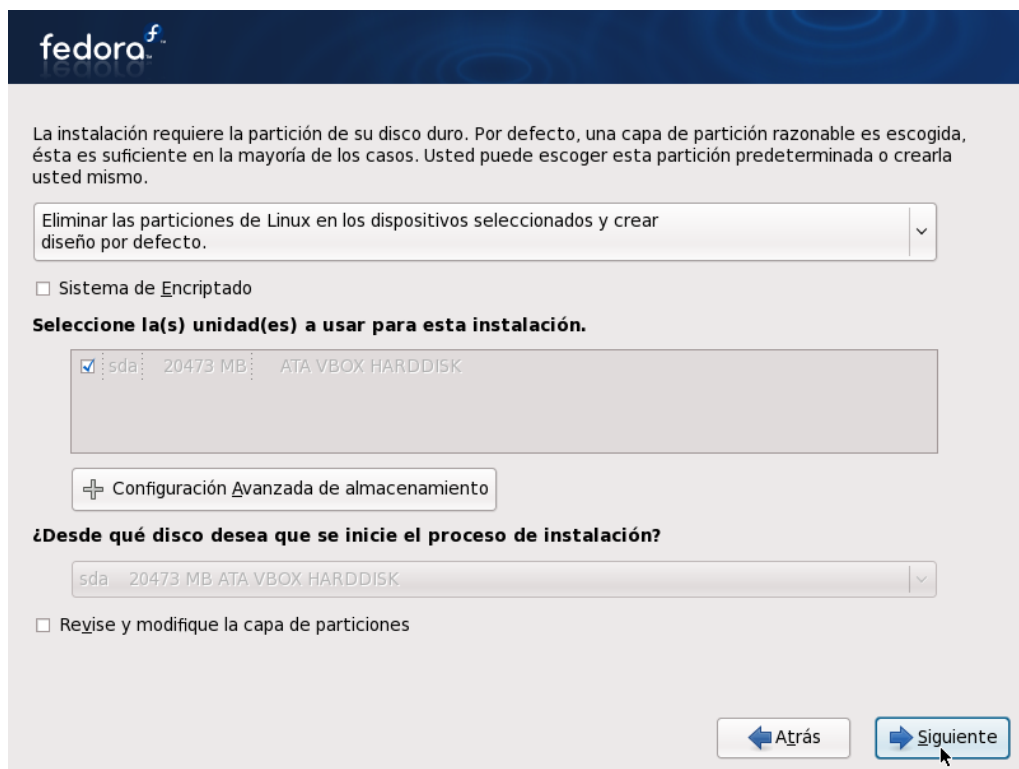 fedora
La instalación requiere la partición de su disco duro. Por defecto, una capa de partición razonable es escogida,
ésta es suficiente en la mayoría de los casos. Usted puede escoger esta partición predeterminada o crearla
usted mismo.
Eliminar las particiones de Linux en los dispositivos seleccionados y crear
diseño por defecto.
Sistema de Encriptado
Seleccione la(s) unidad(es) a usar para esta instalación.
sda 20473 MB ATA VBOX HARDDISK
Configuración Avanzada de almacenamiento
¿Desde qué disco desea que se inicie el proceso de instalación?
sda 20473 MB ATA VBOX HARDDISK
Revise y modifique la capa de particiones
Atrás Siguiente